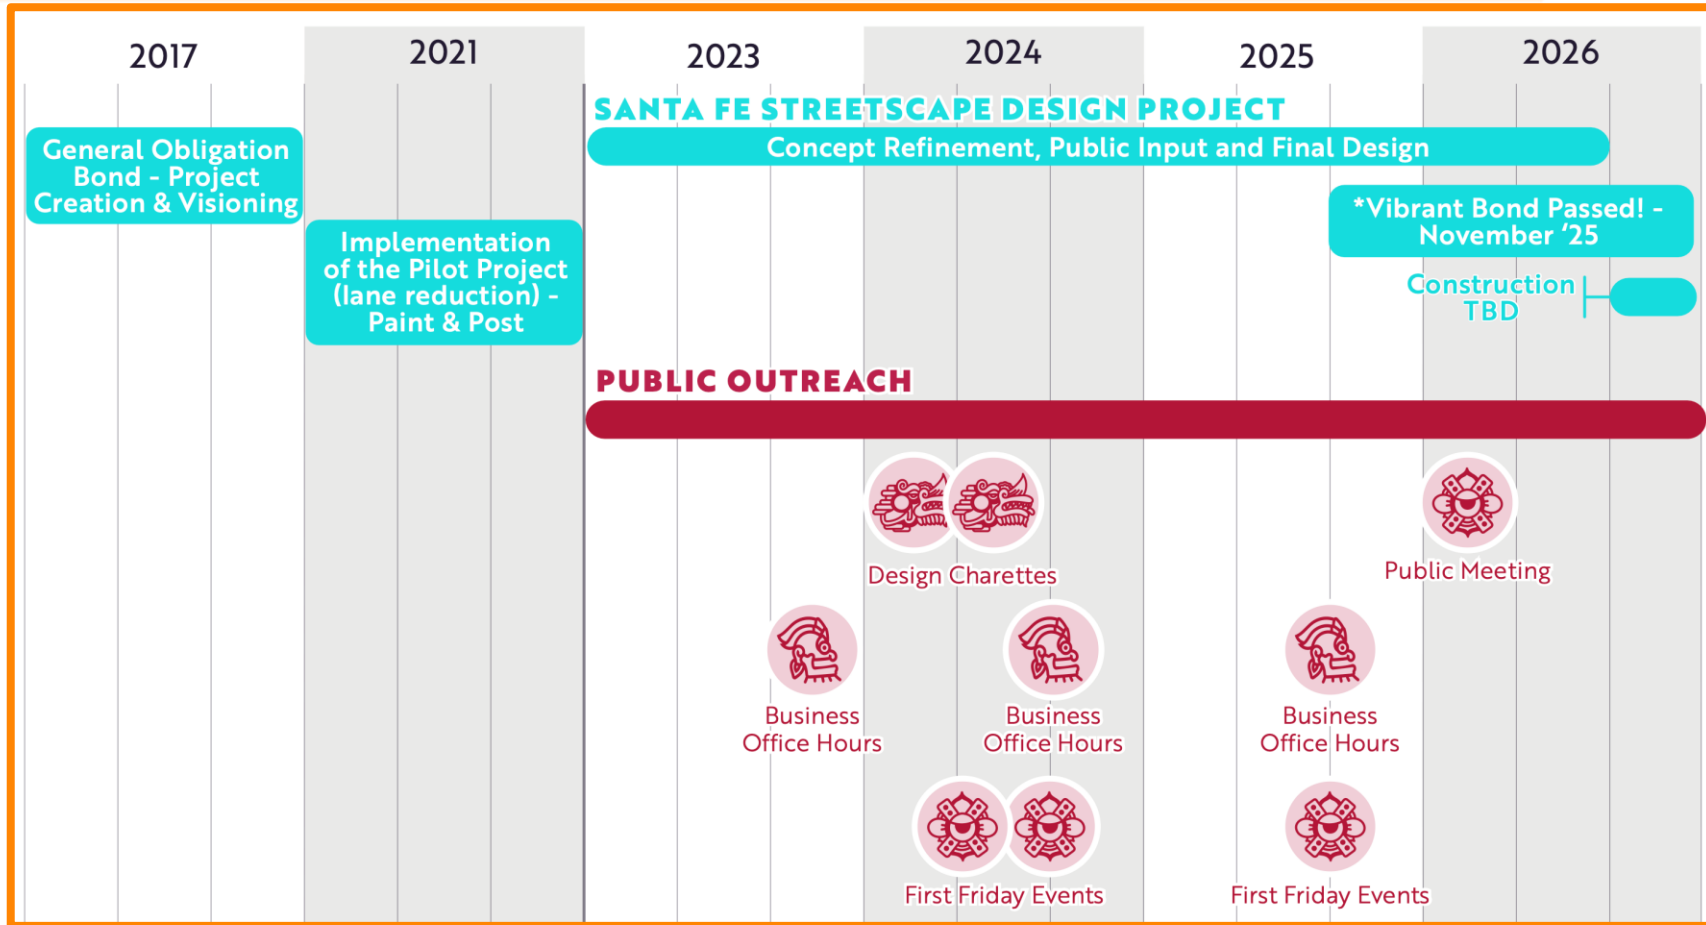 2017
2021
2023
2024
2025
2026
SANTA FE STREETSCAPE DESIGN PROJECT
Concept Refinement, Public Input and Final Design
General Obligation
Bond - Project
Creation & Visioning
Implementation
of the Pilot Project
(lane reduction) -
Paint & Post
*Vibrant Bond Passed! -
November ‘25
Construction
TBD
PUBLIC OUTREACH
Design Charettes
Public Meeting
Business
Office Hours
Business
Office Hours
Business
Office Hours
First Friday Events
First Friday Events